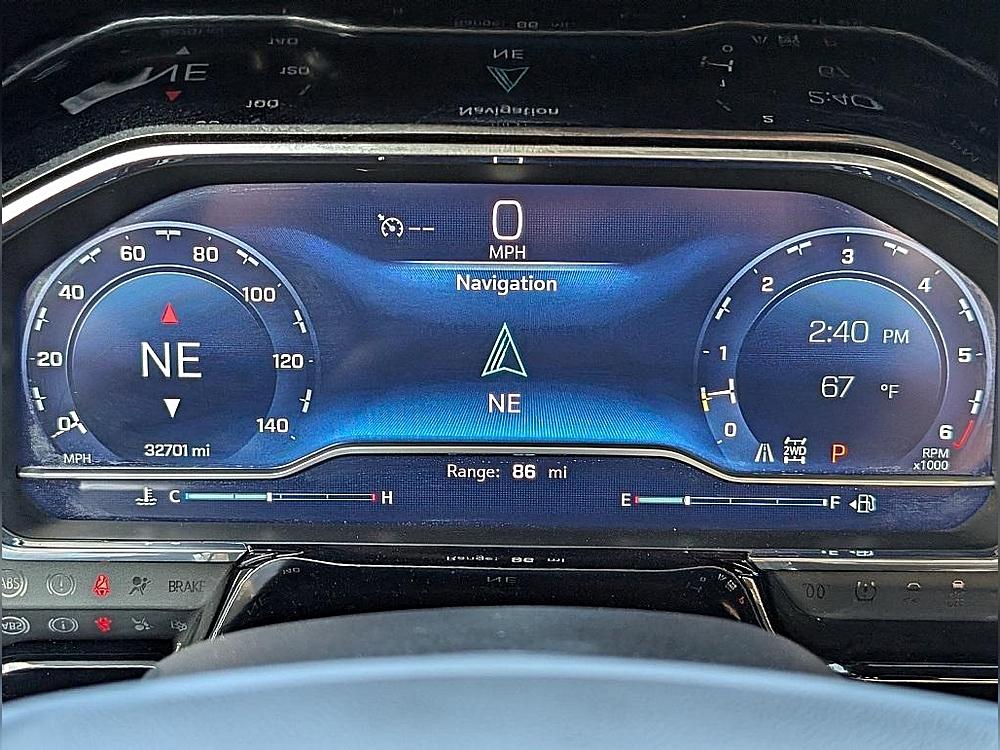 0
MPH
Navigation
NE
60 80
40 100
20 120
0 140
NE
MPH
32701 mi
3
2 4
1 5
0 6
2:40 PM
67 °F
2WD P
RPM
x1000
Range: 86 mi
C H
E F
ABS BRAKE